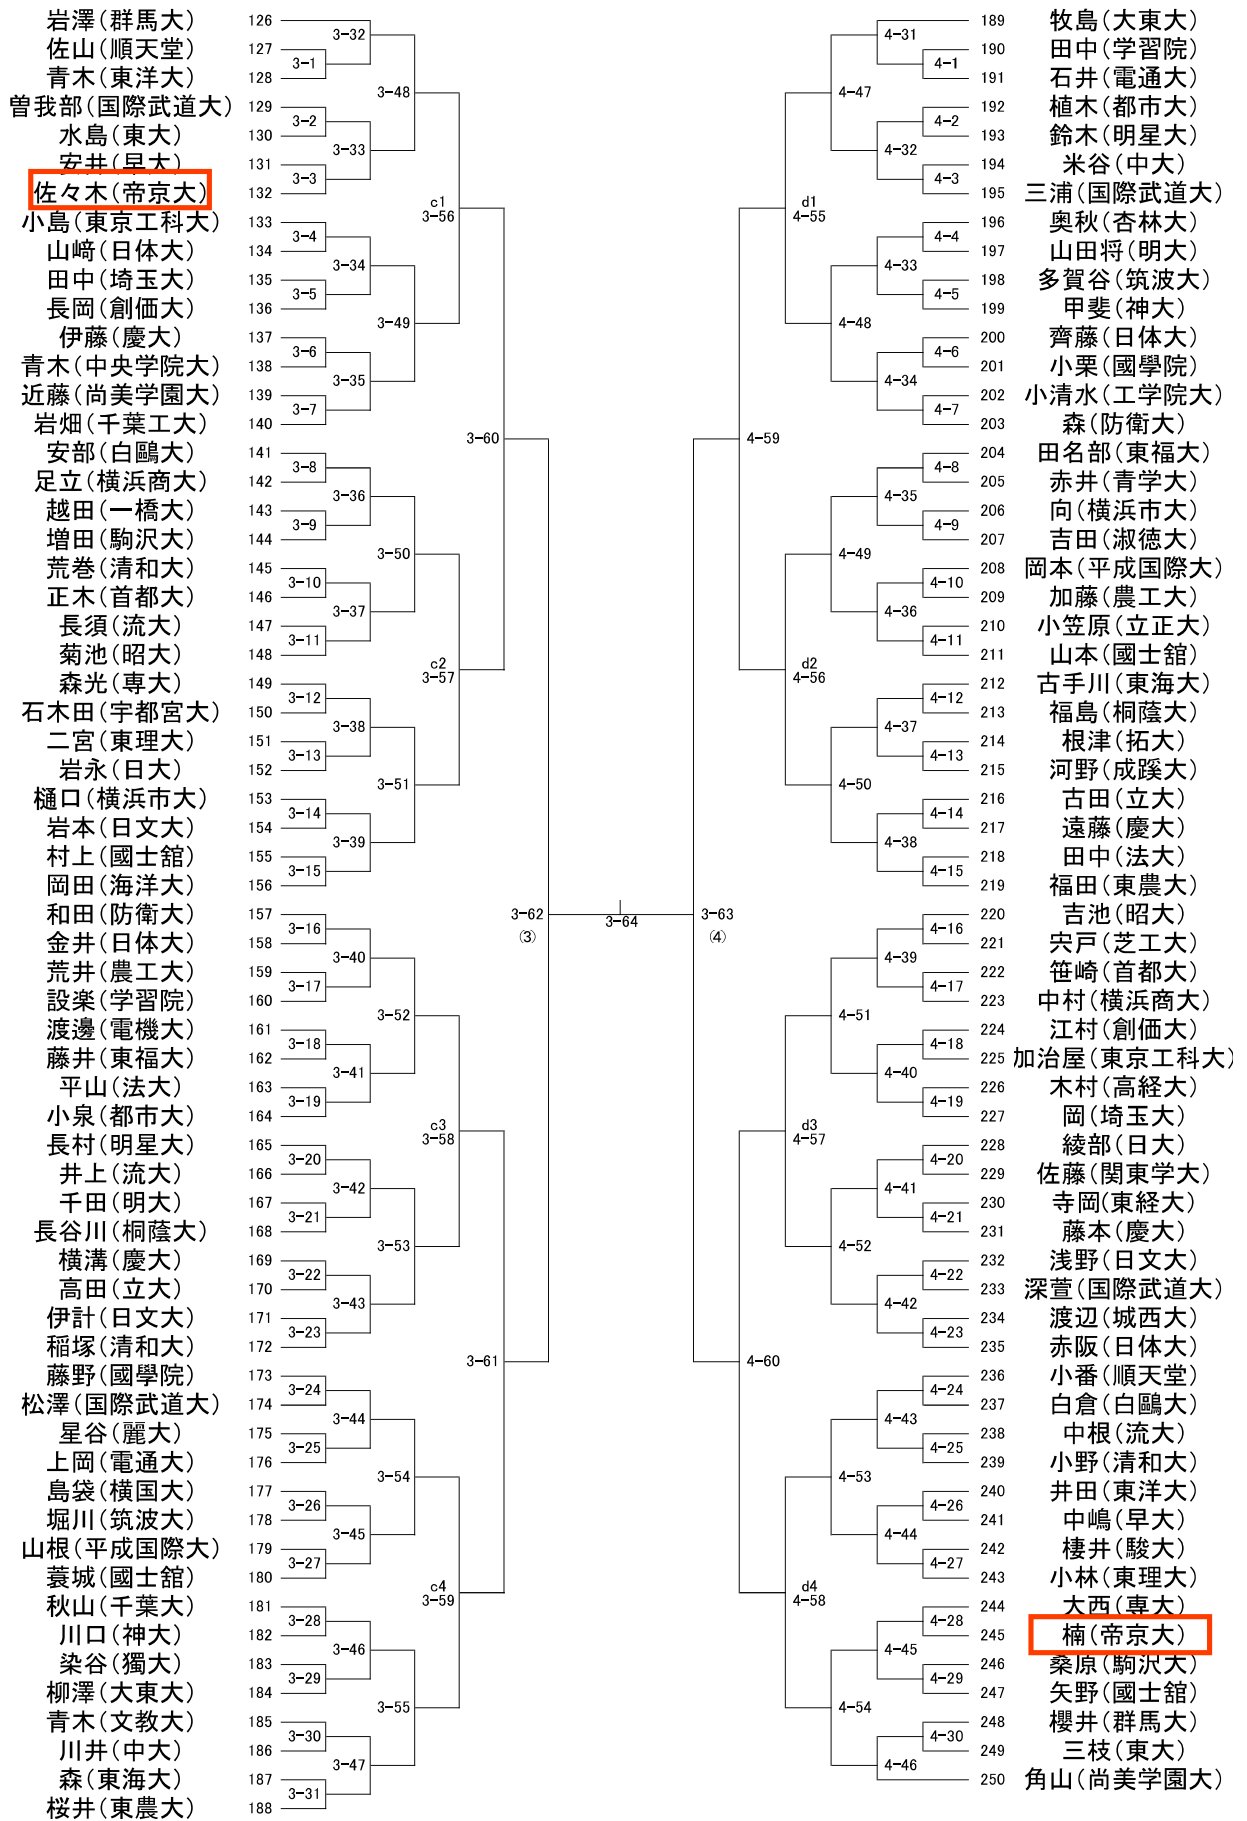 岩澤（群馬大） 126
佐山（順天堂） 127
青木（東洋大） 128
曽我部（国際武道大） 129
水島（東大） 130
安井（早大） 131
佐々木（帝京大） 132
小島（東京工科大） 133
山﨑（日体大） 134
田中（埼玉大） 135
長岡（創価大） 136
伊藤（慶大） 137
青木（中央学院大） 138
近藤（尚美学園大） 139
岩畑（千葉工大） 140
安部（白鷗大） 141
足立（横浜商大） 142
越田（一橋大） 143
増田（駒沢大） 144
荒巻（清和大） 145
正木（首都大） 146
長須（流大） 147
菊池（昭大） 148
森光（専大） 149
石木田（宇都宮大） 150
二宮（東理大） 151
岩永（日大） 152
樋口（横浜市大） 153
岩本（日文大） 154
村上（國士舘） 155
岡田（海洋大） 156
和田（防衛大） 157
金井（日体大） 158
荒井（農工大） 159
設楽（学習院） 160
渡邊（電機大） 161
藤井（東福大） 162
平山（法大） 163
小泉（都市大） 164
長村（明星大） 165
井上（流大） 166
千田（明大） 167
長谷川（桐蔭大） 168
横溝（慶大） 169
高田（立大） 170
伊計（日文大） 171
稲塚（清和大） 172
藤野（國學院） 173
松澤（国際武道大） 174
星谷（麗大） 175
上岡（電通大） 176
島袋（横国大） 177
堀川（筑波大） 178
山根（平成国際大） 179
蓑城（國士舘） 180
秋山（千葉大） 181
川口（神大） 182
染谷（獨大） 183
柳澤（大東大） 184
青木（文教大） 185
川井（中大） 186
森（東海大） 187
桜井（東農大） 188
3-1
3-2
3-3
3-4
3-5
3-6
3-7
3-8
3-9
3-10
3-11
3-12
3-13
3-14
3-15
3-16
3-17
3-18
3-19
3-20
3-21
3-22
3-23
3-24
3-25
3-26
3-27
3-28
3-29
3-30
3-31
3-32
3-33
3-34
3-35
3-36
3-37
3-38
3-39
3-40
3-41
3-42
3-43
3-44
3-45
3-46
3-47
3-48
3-49
3-50
3-51
3-52
3-53
3-54
3-55
c1
3-56
c2
3-57
c3
3-58
c4
3-59
3-60
3-61
3-62
③
3-64
3-63
④
4-59
4-60
d1
4-55
d2
4-56
d3
4-57
d4
4-58
4-47
4-48
4-49
4-50
4-51
4-52
4-53
4-54
4-31
4-32
4-33
4-34
4-35
4-36
4-37
4-38
4-39
4-40
4-41
4-42
4-43
4-44
4-45
4-46
4-1
4-2
4-3
4-4
4-5
4-6
4-7
4-8
4-9
4-10
4-11
4-12
4-13
4-14
4-15
4-16
4-17
4-18
4-19
4-20
4-21
4-22
4-23
4-24
4-25
4-26
4-27
4-28
4-29
4-30
189 牧島（大東大）
190 田中（学習院）
191 石井（電通大）
192 植木（都市大）
193 鈴木（明星大）
194 米谷（中大）
195 三浦（国際武道大）
196 奥秋（杏林大）
197 山田将（明大）
198 多賀谷（筑波大）
199 甲斐（神大）
200 齊藤（日体大）
201 小栗（國學院）
202 小清水（工学院大）
203 森（防衛大）
204 田名部（東福大）
205 赤井（青学大）
206 向（横浜市大）
207 吉田（淑徳大）
208 岡本（平成国際大）
209 加藤（農工大）
210 小笠原（立正大）
211 山本（國士舘）
212 古手川（東海大）
213 福島（桐蔭大）
214 根津（拓大）
215 河野（成蹊大）
216 古田（立大）
217 遠藤（慶大）
218 田中（法大）
219 福田（東農大）
220 吉池（昭大）
221 宍戸（芝工大）
222 笹崎（首都大）
223 中村（横浜商大）
224 江村（創価大）
225 加治屋（東京工科大）
226 木村（高経大）
227 岡（埼玉大）
228 綾部（日大）
229 佐藤（関東学大）
230 寺岡（東経大）
231 藤本（慶大）
232 浅野（日文大）
233 深萱（国際武道大）
234 渡辺（城西大）
235 赤阪（日体大）
236 小番（順天堂）
237 白倉（白鷗大）
238 中根（流大）
239 小野（清和大）
240 井田（東洋大）
241 中嶋（早大）
242 棲井（駿大）
243 小林（東理大）
244 大西（専大）
245 楠（帝京大）
246 桑原（駒沢大）
247 矢野（國士舘）
248 櫻井（群馬大）
249 三枝（東大）
250 角山（尚美学園大）